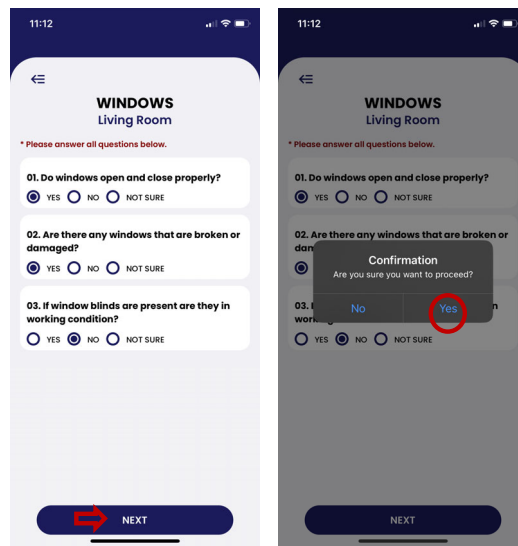 11:12
WINDOWS
Living Room
* Please answer all questions below.
01. Do windows open and close properly?
YES NO NOT SURE
02. Are there any windows that are broken or
damaged?
YES NO NOT SURE
03. If window blinds are present are they in
working condition?
YES NO NOT SURE
NEXT
11:12
WINDOWS
Living Room
* Please answer all questions below.
01. Do windows open and close properly?
YES NO NOT SURE
02. Are there any windows that are broken or
Confirmation
Are you sure you want to proceed?
No Yes
03.
YES NO NOT SURE
NEXT